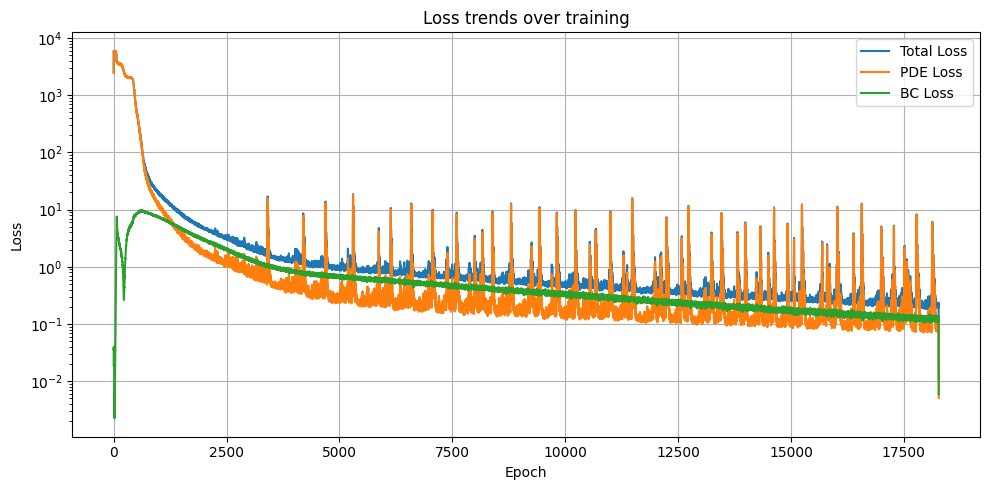 Loss trends over training
Total Loss
PDE Loss
BC Loss
Loss
10⁴
10³
10²
10¹
10⁰
10⁻¹
10⁻²
0 2500 5000 7500 10000 12500 15000 17500
Epoch